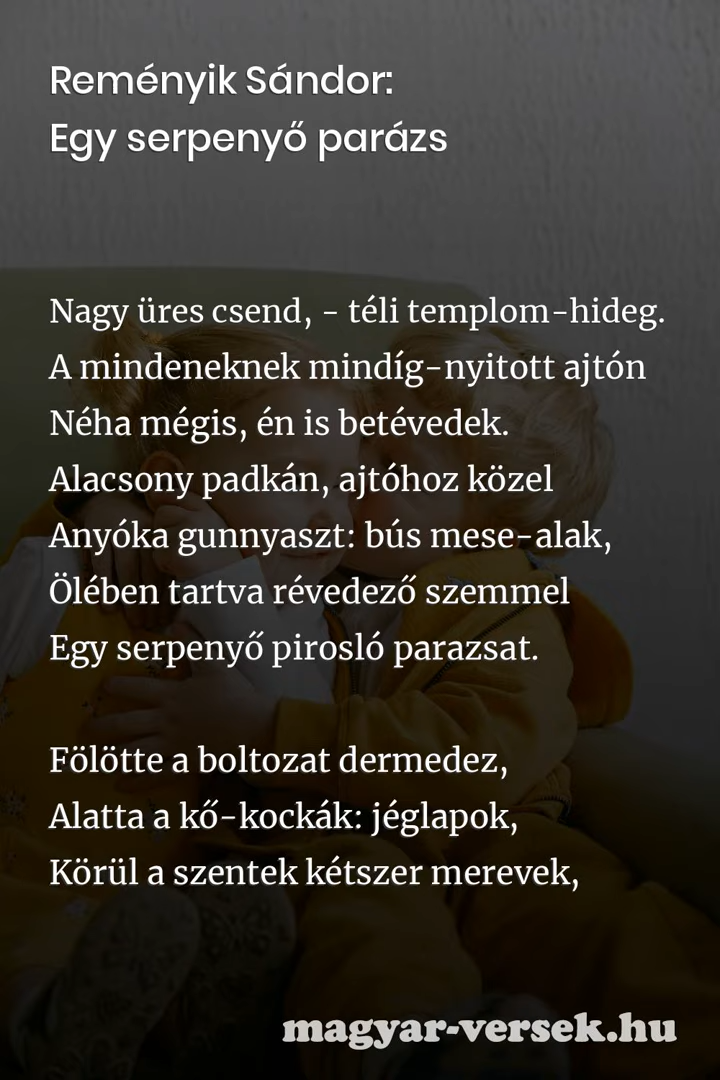 Reményik Sándor:
Egy serpenyő parázs
Nagy üres csend, - téli templom-hideg.
A mindeneknek mindíg-nyitott ajtón
Néha mégis, én is betévedek.
Alacsony padkán, ajtóhoz közel
Anyóka gunnyaszt: bús mese-alak,
Ölében tartva révedező szemmel
Egy serpenyő pirosló parazsat.
Fölötte a boltozat dermedez,
Alatta a kő-kockák: jéglapok,
Körül a szentek kétszer merevek,
magyar-versek.hu